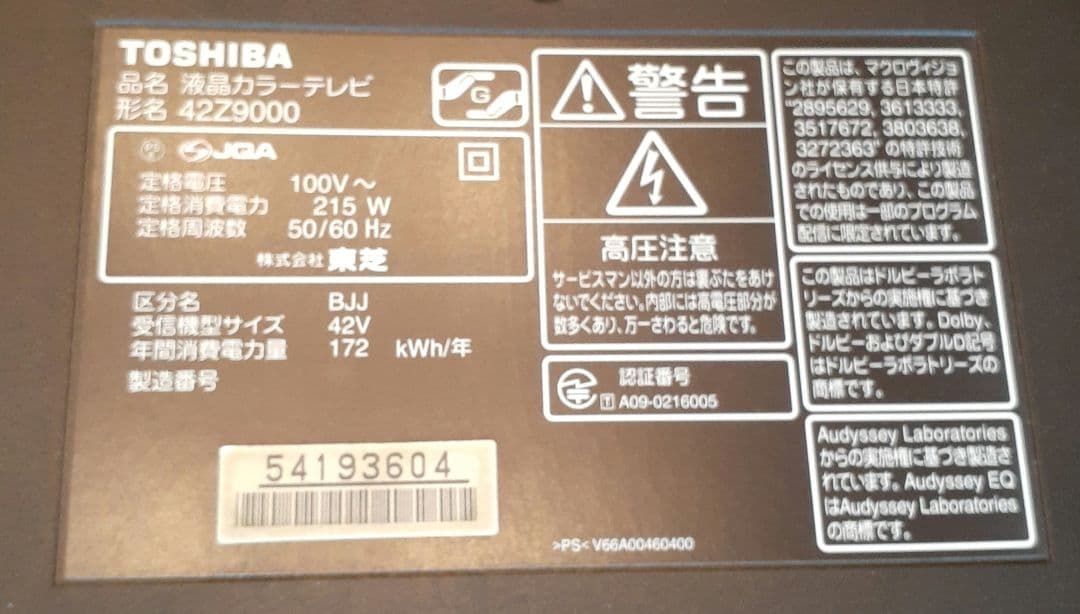 TOSHIBA
品名 液晶カラーテレビ
形名 42Z9000
G
PS
E
JQA
定格電圧 100V～
定格消費電力 215 W
定格周波数 50/60 Hz
株式会社 東芝
区分名 BJJ
受信機型サイズ 42V
年間消費電力量 172 kWh/年
製造番号
54193604
警告
高圧注意
サービスマン以外の方は裏ぶたをあけ
ないでください。内部には高電圧部分が
数多くあり、万一さわると危険です。
認証番号
T A09-0216005
>PS< V66A00460400
この製品は、マクロヴィジョ
ン社が保有する日本特許
"2895629, 3613333,
3517672, 3803638,
3272363"の特許技術
のライセンス供与により製造
されたものであり、この製品
での使用は一部のプログラム
配信に限定されています。
この製品はドルビーラボラト
リーズからの実施権に基づき
製造されています。Dolby、
ドルビーおよびダブルD記号
はドルビーラボラトリーズの
商標です。
Audyssey Laboratories
からの実施権に基づき製造さ
れています。Audyssey EQ
はAudyssey Laboratories
の商標です。